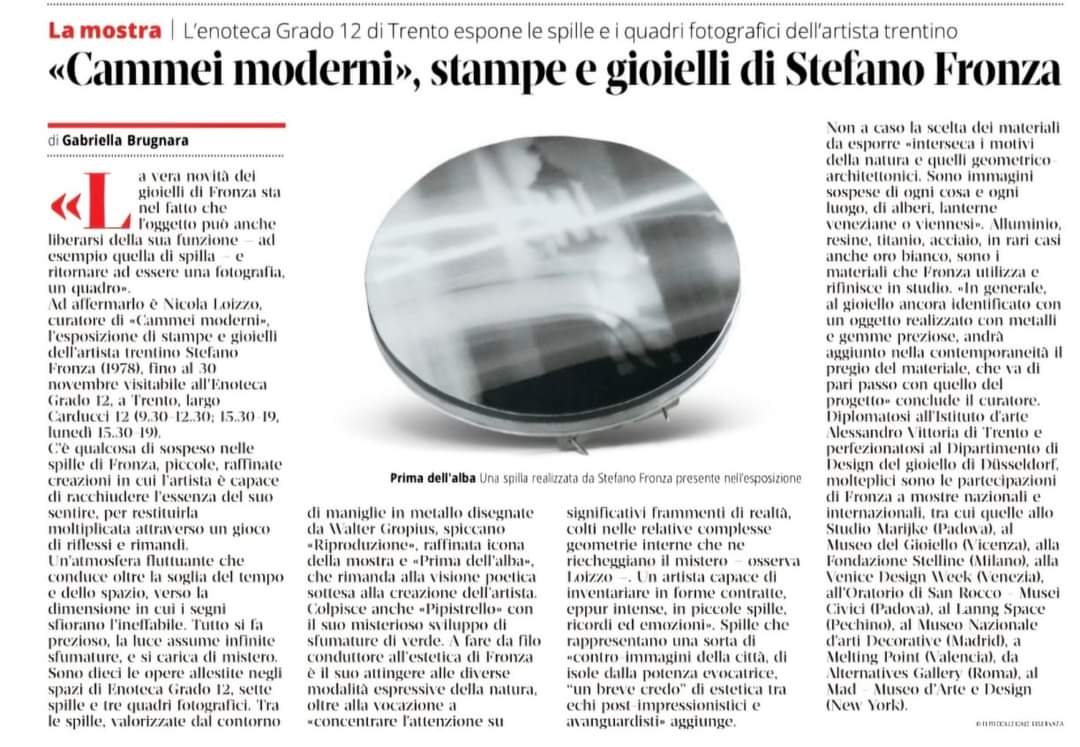 La mostra | L'enoteca Grado 12 di Trento espone le spille e i quadri fotografici dell'artista trentino
«Cammei moderni», stampe e gioielli di Stefano Fronza
di Gabriella Brugnara
«La vera novità dei
gioielli di Fronza sta
nel fatto che
l'oggetto può anche
liberarsi della sua funzione – ad
esempio quella di spilla – e
ritornare ad essere una fotografia,
un quadro».
Ad affermarlo è Nicola Loizzo,
curatore di «Cammei moderni»,
l'esposizione di stampe e gioielli
dell'artista trentino Stefano
Fronza (1978), fino al 30
novembre visitabile all'Enoteca
Grado 12, a Trento, largo
Carducci 12 (9.30-12.30; 15.30-19,
lunedì 15.30-19).
C'è qualcosa di sospeso nelle
spille di Fronza, piccole, raffinate
creazioni in cui l'artista è capace
di racchiudere l'essenza del suo
sentire, per restituirla
moltiplicata attraverso un gioco
di riflessi e rimandi.
Un'atmosfera fluttuante che
conduce oltre la soglia del tempo
e dello spazio, verso la
dimensione in cui i segni
sfiorano l'ineffabile. Tutto si fa
prezioso, la luce assume infinite
sfumature, e si carica di mistero.
Sono dieci le opere allestite negli
spazi di Enoteca Grado 12, sette
spille e tre quadri fotografici. Tra
le spille, valorizzate dal contorno
Prima dell'alba Una spilla realizzata da Stefano Fronza presente nell'esposizione
di maniglie in metallo disegnate
da Walter Gropius, spiccano
«Riproduzione», raffinata icona
della mostra e «Prima dell'alba»,
che rimanda alla visione poetica
sottesa alla creazione dell'artista.
Colpisce anche «Pipistrello» con
il suo misterioso sviluppo di
sfumature di verde. A fare da filo
conduttore all'estetica di Fronza
è il suo attingere alle diverse
modalità espressive della natura,
oltre alla vocazione a
«concentrare l'attenzione su
significativi frammenti di realtà,
colti nelle relative complesse
geometrie interne che ne
riecheggiano il mistero – osserva
Loizzo –. Un artista capace di
inventariare in forme contratte,
eppur intense, in piccole spille,
ricordi ed emozioni». Spille che
rappresentano una sorta di
«contro-immagini della città, di
isole dalla potenza evocatrice,
"un breve credo" di estetica tra
echi post-impressionistici e
avanguardisti» aggiunge.
Non a caso la scelta dei materiali
da esporre «interseca i motivi
della natura e quelli geometrico-
architettonici. Sono immagini
sospese di ogni cosa e ogni
luogo, di alberi, lanterne
veneziane o viennesi». Alluminio,
resine, titanio, acciaio, in rari casi
anche oro bianco, sono i
materiali che Fronza utilizza e
rifinisce in studio. «In generale,
al gioiello ancora identificato con
un oggetto realizzato con metalli
e gemme preziose, andrà
aggiunto nella contemporaneità il
pregio del materiale, che va di
pari passo con quello del
progetto» conclude il curatore.
Diplomatosi all'Istituto d'arte
Alessandro Vittoria di Trento e
perfezionatosi al Dipartimento di
Design del gioiello di Düsseldorf,
molteplici sono le partecipazioni
di Fronza a mostre nazionali e
internazionali, tra cui quelle allo
Studio Marijke (Padova), al
Museo del Gioiello (Vicenza), alla
Fondazione Stelline (Milano), alla
Venice Design Week (Venezia),
all'Oratorio di San Rocco - Musei
Civici (Padova), al Lanng Space
(Pechino), al Museo Nazionale
d'arti Decorative (Madrid), a
Melting Point (Valencia), da
Alternatives Gallery (Roma), al
Mad - Museo d'Arte e Design
(New York).
© RIPRODUZIONE RISERVATA